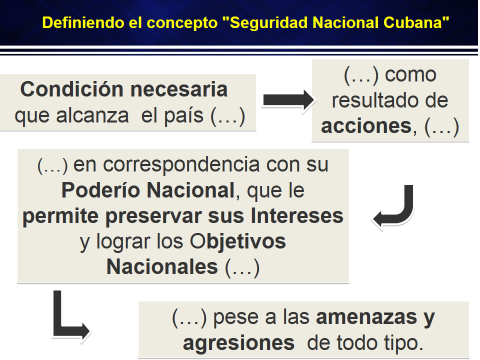 Definiendo el concepto "Seguridad Nacional Cubana"
Condición necesaria
que alcanza el país (…)
(…) como
resultado de
acciones, (…)
(…) en correspondencia con su
Poderío Nacional, que le
permite preservar sus Intereses
y lograr los Objetivos
Nacionales (…)
(…) pese a las amenazas y
agresiones de todo tipo.